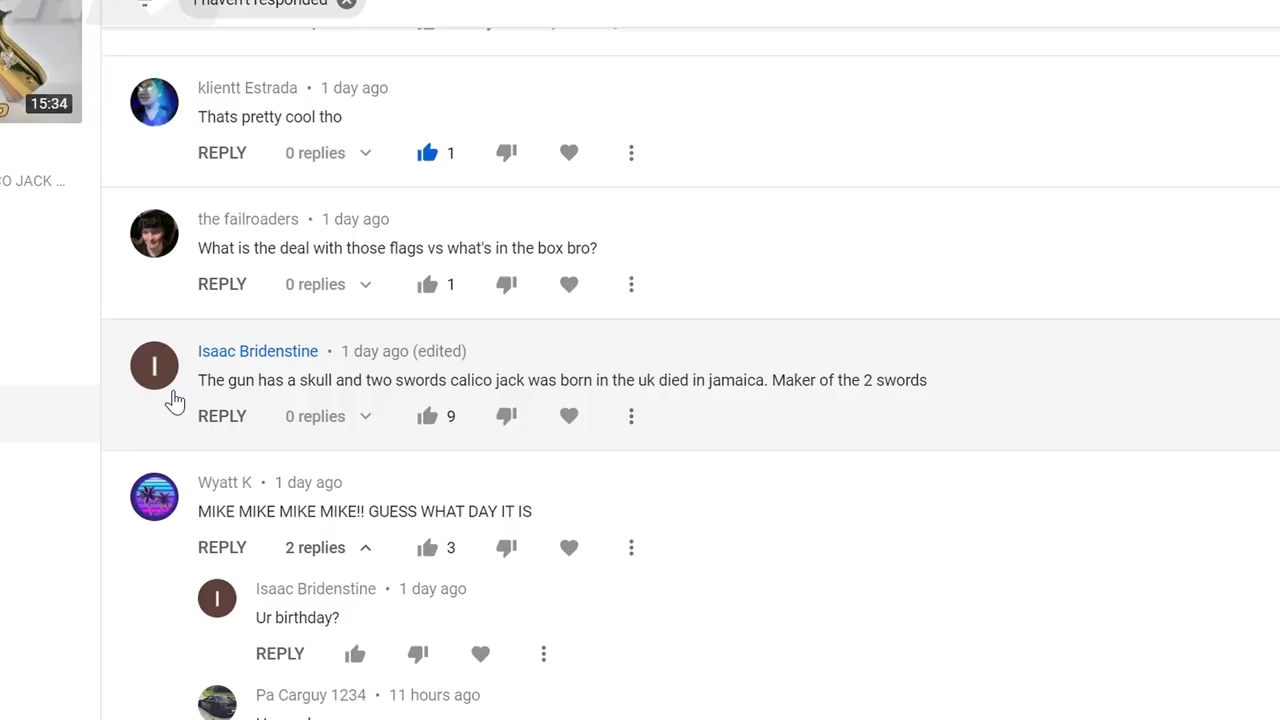 I haven't responded
15:34
CO JACK ...
klientt Estrada • 1 day ago
Thats pretty cool tho
REPLY 0 replies 1
the failroaders • 1 day ago
What is the deal with those flags vs what's in the box bro?
REPLY 0 replies 1
I
Isaac Bridenstine • 1 day ago (edited)
The gun has a skull and two swords calico jack was born in the uk died in jamaica. Maker of the 2 swords
REPLY 0 replies 9
Wyatt K • 1 day ago
MIKE MIKE MIKE MIKE!! GUESS WHAT DAY IT IS
REPLY 2 replies 3
I
Isaac Bridenstine • 1 day ago
Ur birthday?
REPLY
Pa Carguy 1234 • 11 hours ago